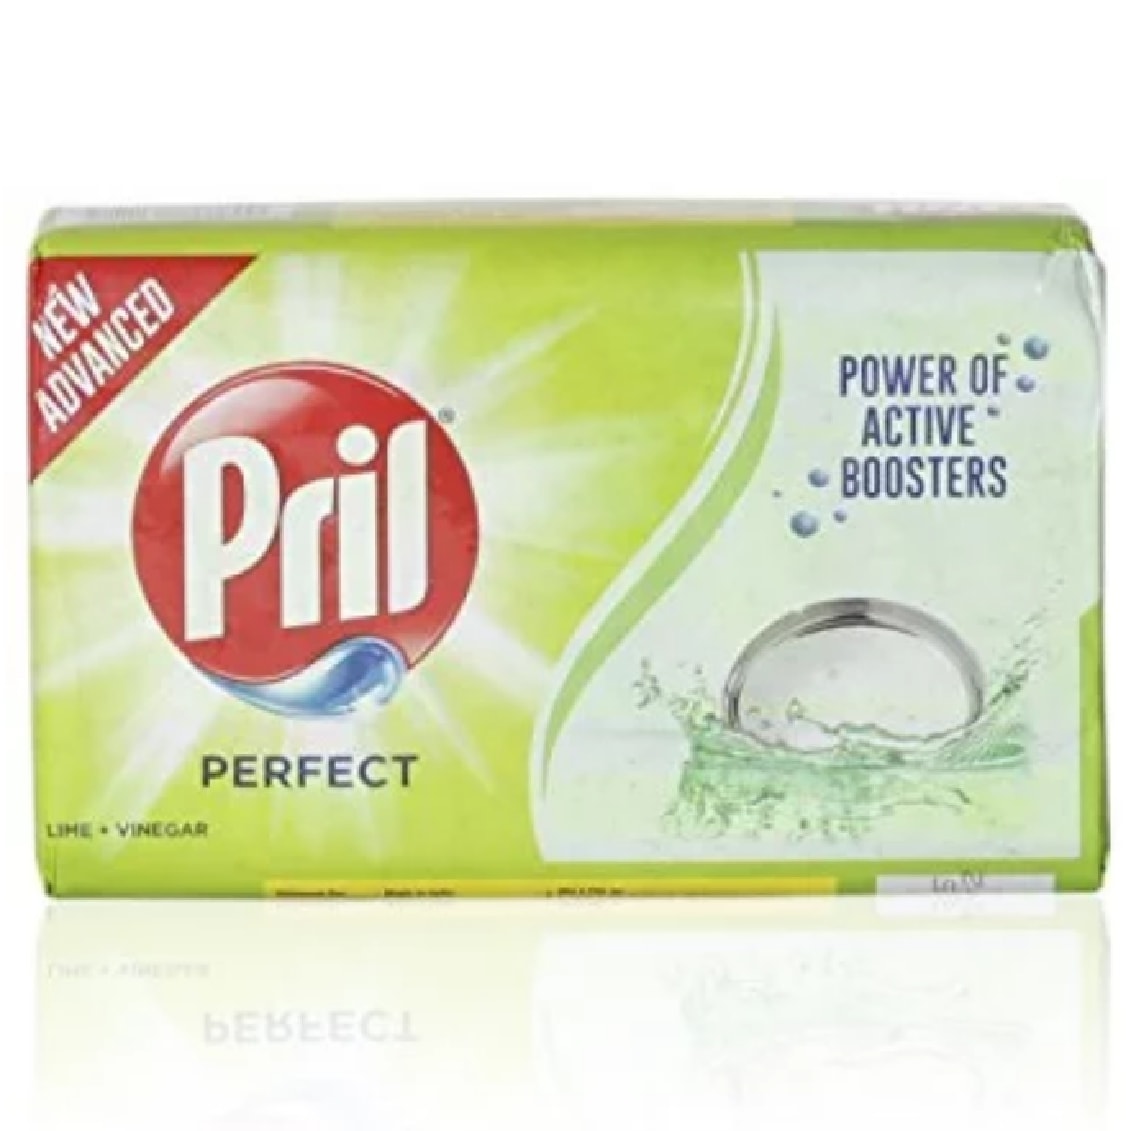 NEW
ADVANCED
Pril
®
PERFECT
LIME + VINEGAR
POWER OF
ACTIVE
BOOSTERS